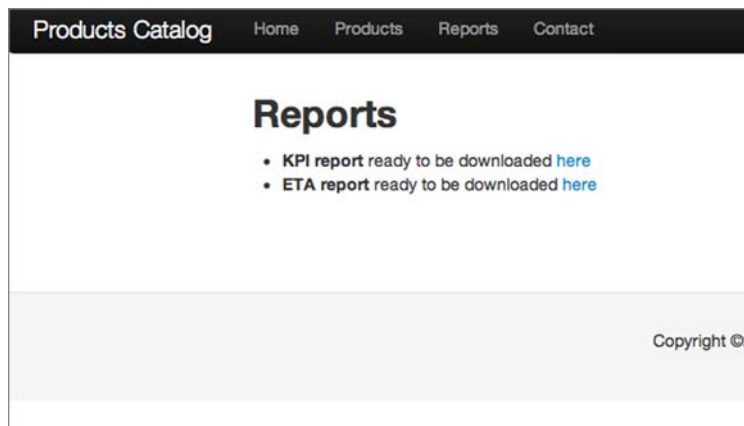 Products Catalog Home Products Reports Contact
Reports
• KPI report ready to be downloaded here
• ETA report ready to be downloaded here
Copyright ©